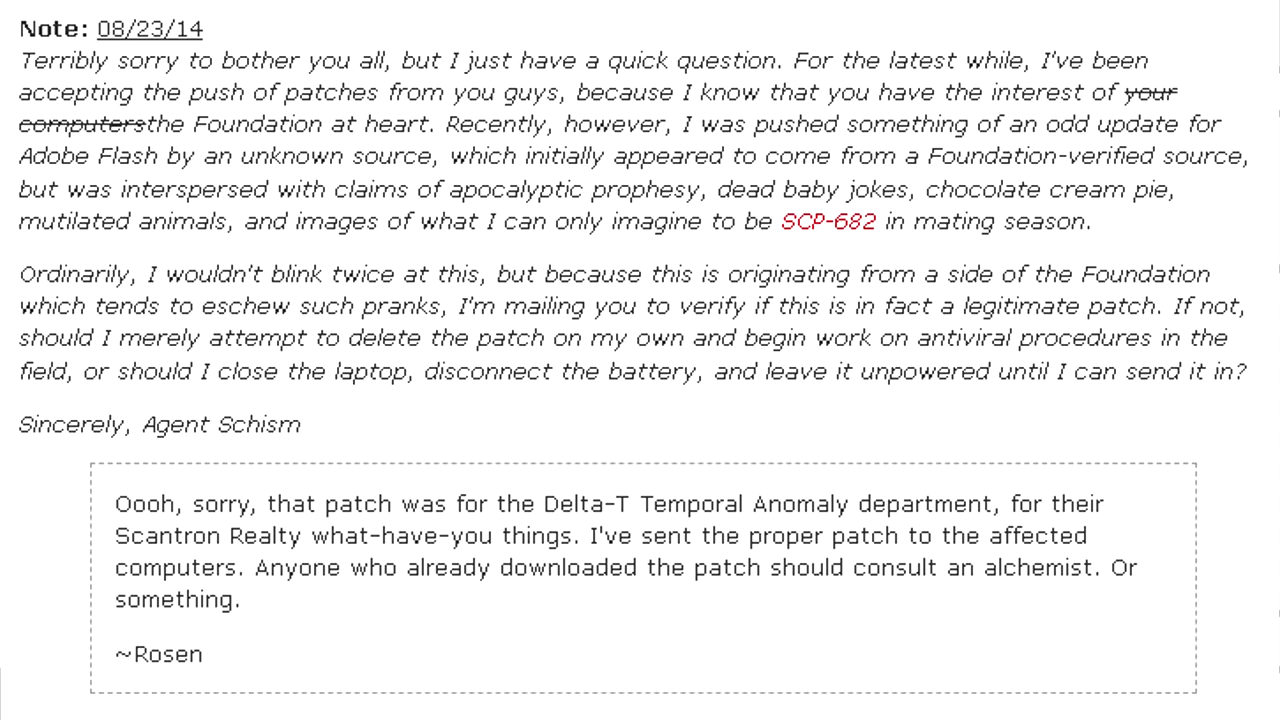 Note: 08/23/14
Terribly sorry to bother you all, but I just have a quick question. For the latest while, I've been
accepting the push of patches from you guys, because I know that you have the interest of your
computersthe Foundation at heart. Recently, however, I was pushed something of an odd update for
Adobe Flash by an unknown source, which initially appeared to come from a Foundation-verified source,
but was interspersed with claims of apocalyptic prophesy, dead baby jokes, chocolate cream pie,
mutilated animals, and images of what I can only imagine to be SCP-682 in mating season.
Ordinarily, I wouldn't blink twice at this, but because this is originating from a side of the Foundation
which tends to eschew such pranks, I'm mailing you to verify if this is in fact a legitimate patch. If not,
should I merely attempt to delete the patch on my own and begin work on antiviral procedures in the
field, or should I close the laptop, disconnect the battery, and leave it unpowered until I can send it in?
Sincerely, Agent Schism
Oooh, sorry, that patch was for the Delta-T Temporal Anomaly department, for their
Scantron Realty what-have-you things. I've sent the proper patch to the affected
computers. Anyone who already downloaded the patch should consult an alchemist. Or
something.
~Rosen